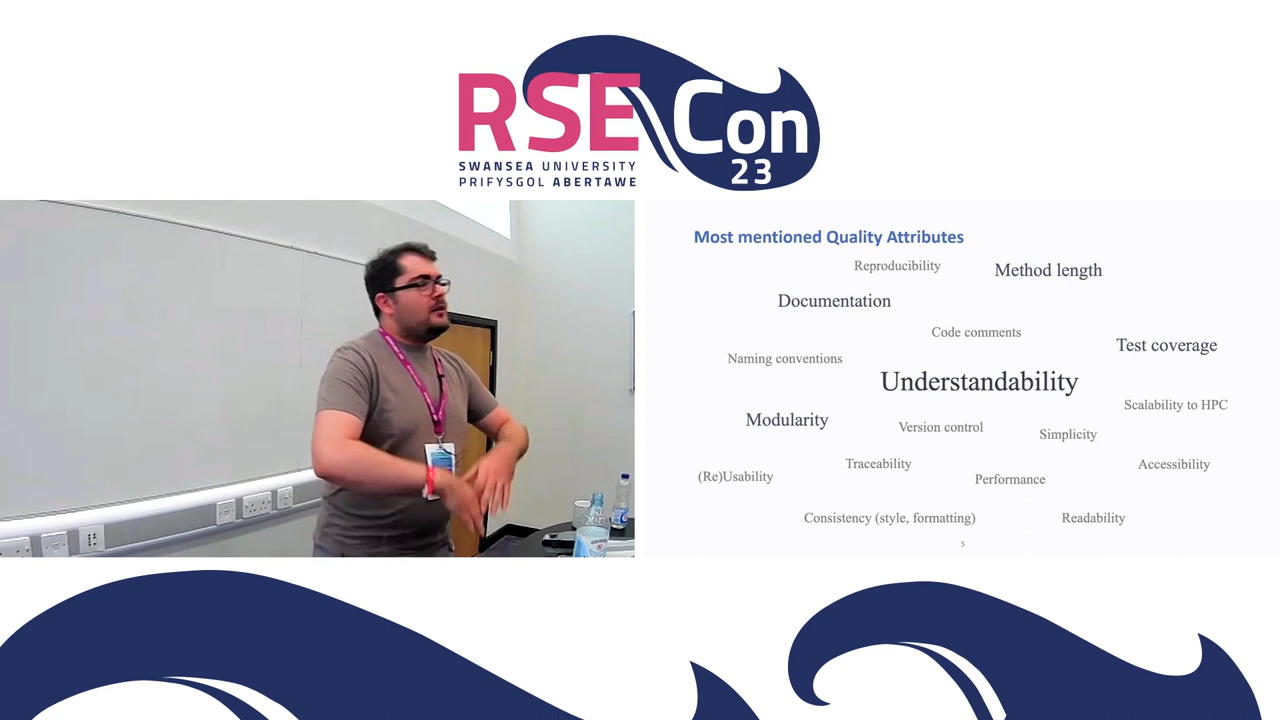 RSE Con
23
SWANSEA UNIVERSITY
PRIFYSGOL ABERTAWE
Most mentioned Quality Attributes
Reproducibility
Method length
Documentation
Code comments
Test coverage
Naming conventions
Understandability
Scalability to HPC
Modularity
Version control
Simplicity
Traceability
Accessibility
(Re)Usability
Performance
Consistency (style, formatting)
Readability
5